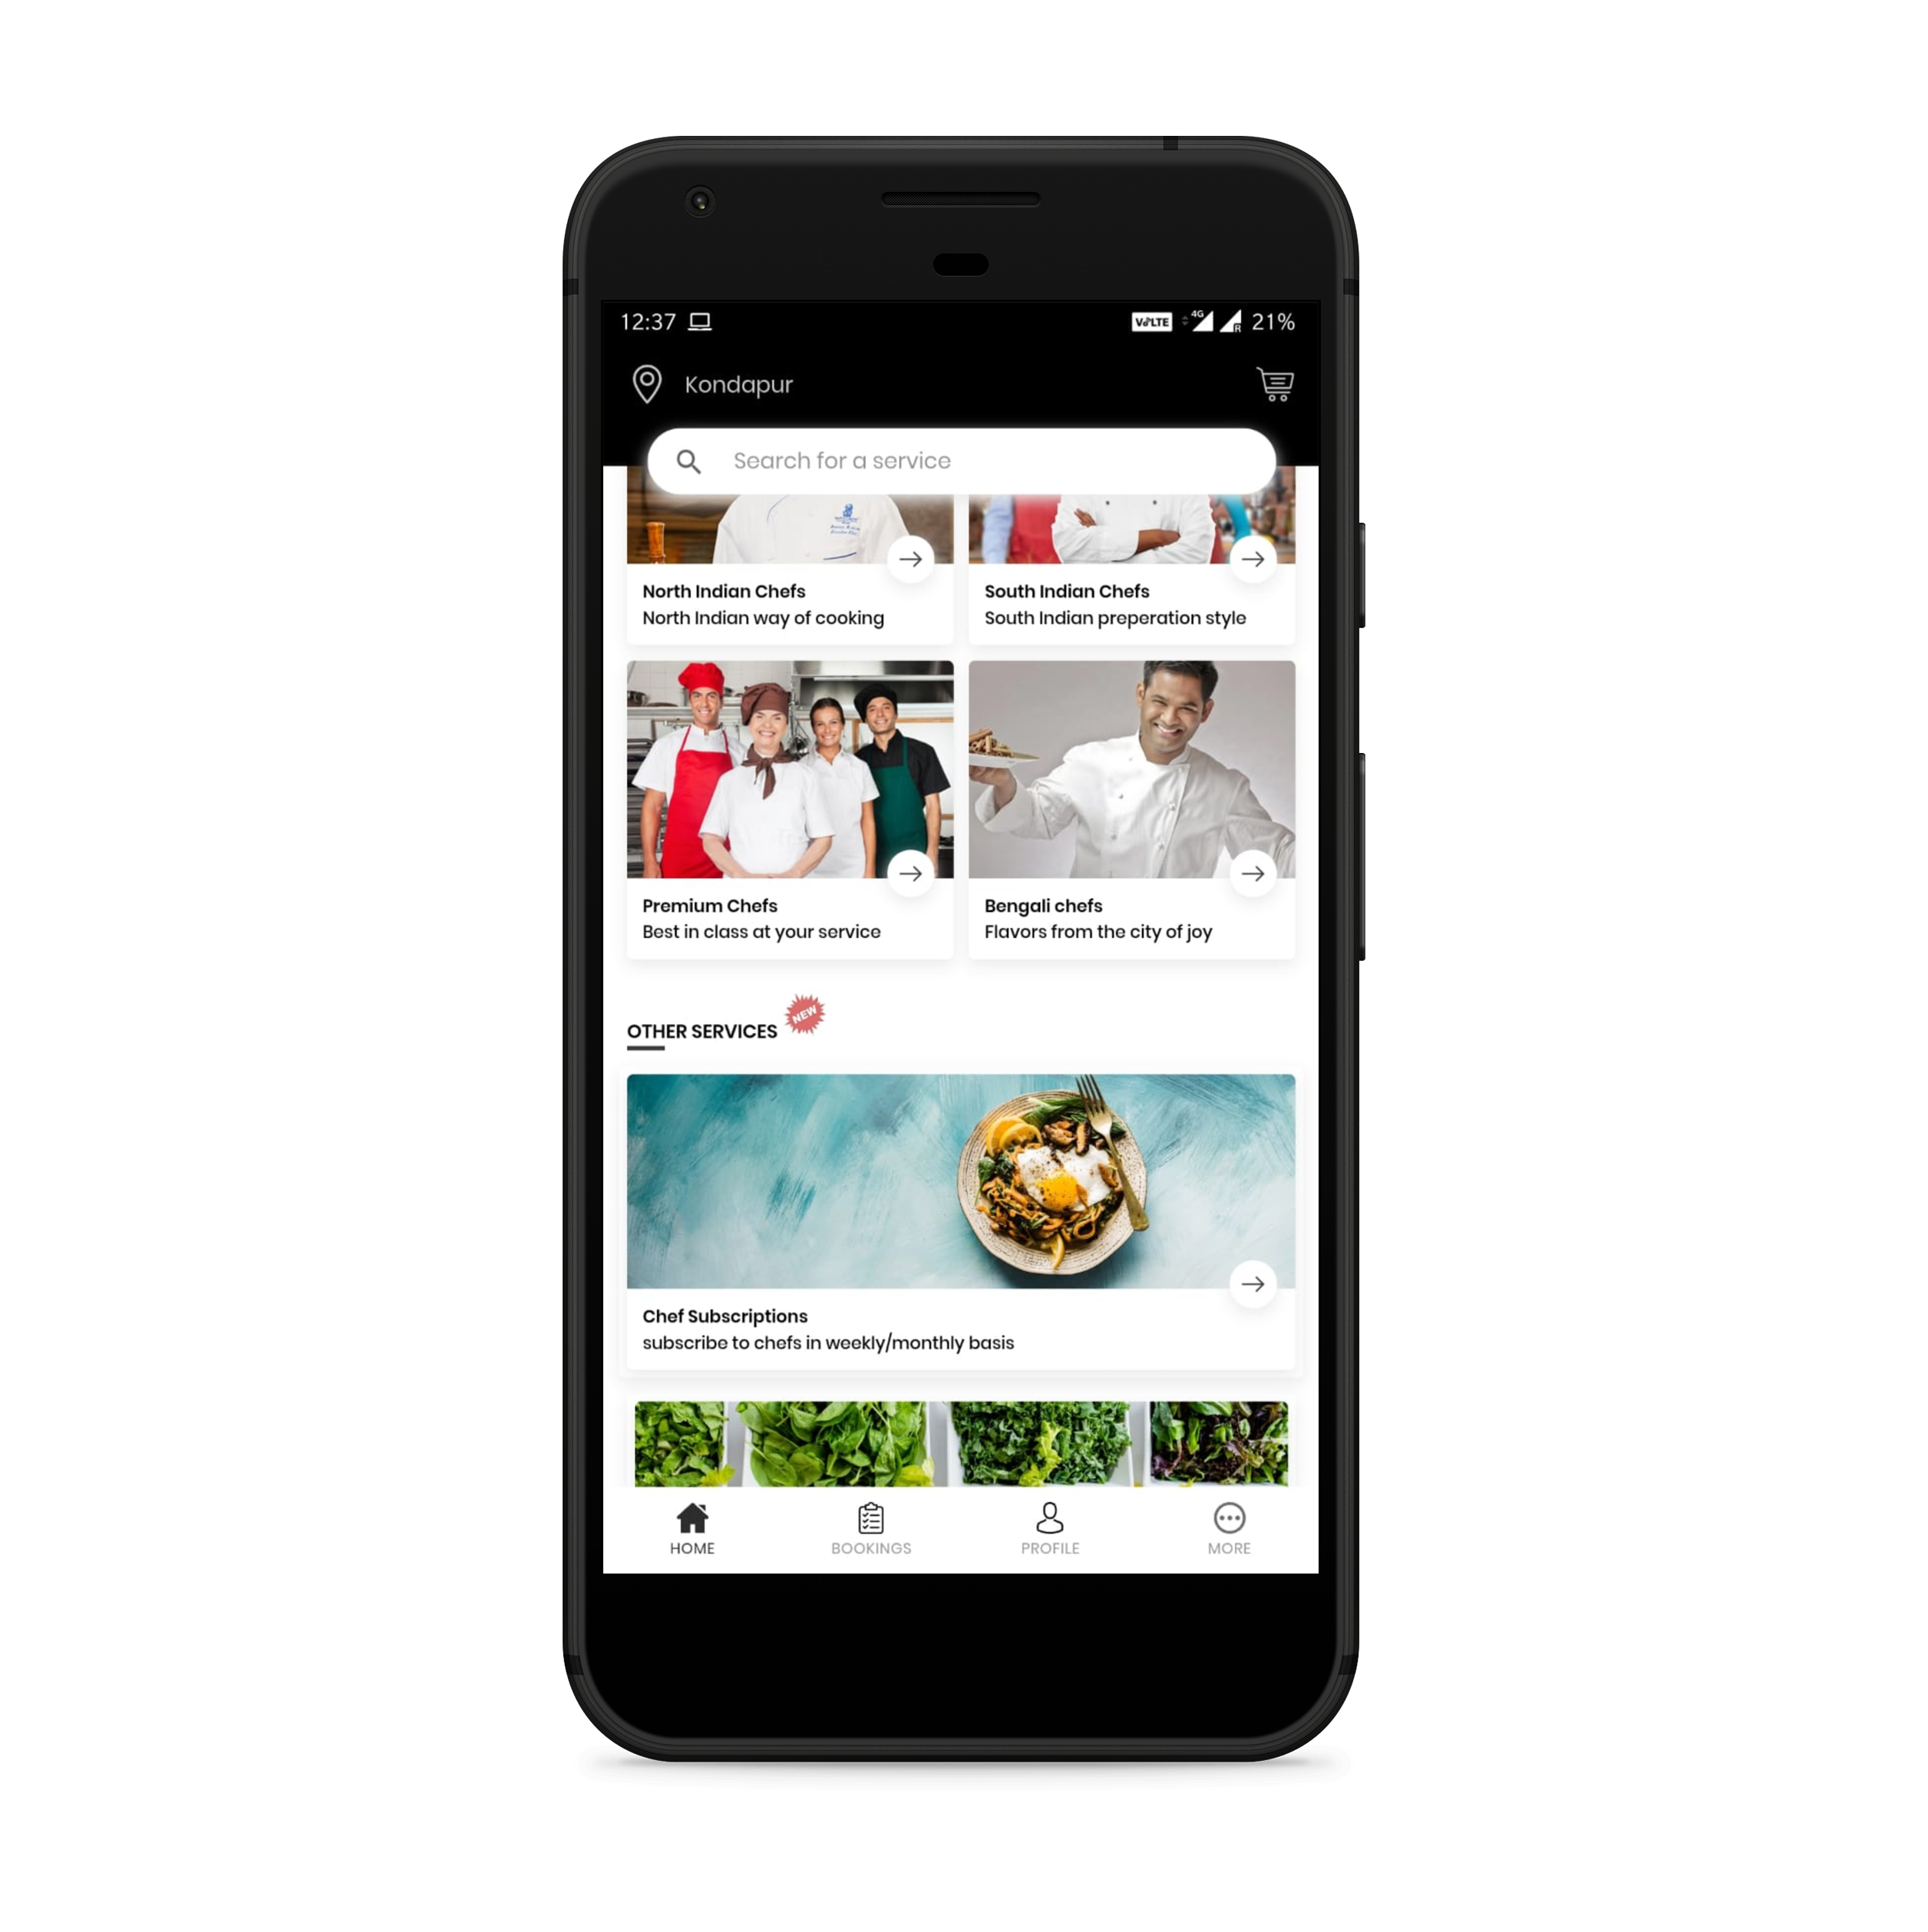 12:37
VoLTE 4G R 21%
Kondapur
Search for a service
North Indian Chefs
North Indian way of cooking
South Indian Chefs
South Indian preperation style
Premium Chefs
Best in class at your service
Bengali chefs
Flavors from the city of joy
OTHER SERVICES NEW
Chef Subscriptions
subscribe to chefs in weekly/monthly basis
HOME
BOOKINGS
PROFILE
MORE